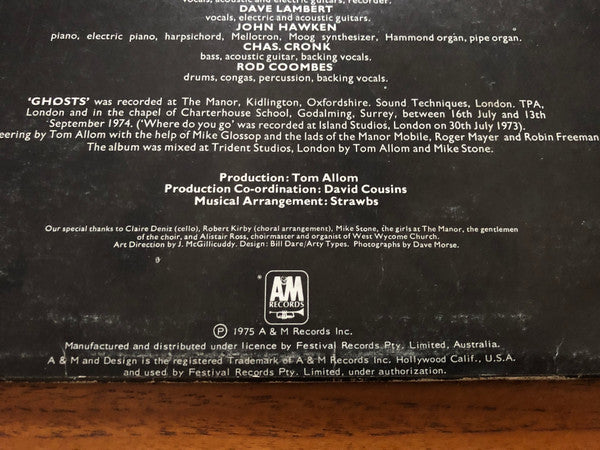 vocals, acoustic and electric guitars, recorder.
DAVE LAMBERT
vocals, electric and acoustic guitars.
JOHN HAWKEN
piano, electric piano, harpsichord, Mellotron, Moog synthesizer, Hammond organ, pipe organ.
CHAS. CRONK
bass, acoustic guitar, backing vocals.
ROD COOMBES
drums, congas, percussion, backing vocals.
'GHOSTS' was recorded at The Manor, Kidlington, Oxfordshire. Sound Techniques, London. TPA,
London and in the chapel of Charterhouse School, Godalming, Surrey, between 16th July and 13th
September 1974. ('Where do you go' was recorded at Island Studios, London on 30th July 1973).
eering by Tom Allom with the help of Mike Glossop and the lads of the Manor Mobile, Roger Mayer and Robin Freeman
The album was mixed at Trident Studios, London by Tom Allom and Mike Stone.
Production: Tom Allom
Production Co-ordination: David Cousins
Musical Arrangement: Strawbs
Our special thanks to Claire Deniz (cello), Robert Kirby (choral arrangement), Mike Stone, the girls at The Manor, the gentlemen
of the choir, and Alistair Ross, choirmaster and organist of West Wycome Church.
Art Direction by J. McGillicuddy. Design: Bill Dare/Arty Types. Photographs by Dave Morse.
A&M
RECORDS
Ⓟ 1975 A & M Records Inc.
Manufactured and distributed under licence by Festival Records Pty. Limited, Australia.
A & M and Design is the registered Trademark of A & M Records Inc. Hollywood Calif., U.S.A.
and used by Festival Records Pty. Limited, under authorization.